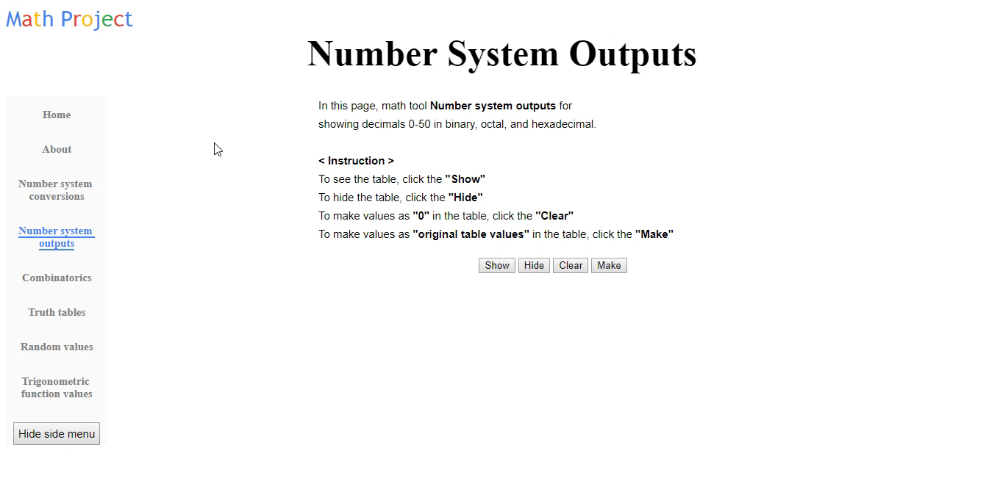 Math Project
Number System Outputs
Home
About
Number system
conversions
Number system
outputs
Combinatorics
Truth tables
Random values
Trigonometric
function values
Hide side menu
In this page, math tool Number system outputs for
showing decimals 0-50 in binary, octal, and hexadecimal.
< Instruction >
To see the table, click the "Show"
To hide the table, click the "Hide"
To make values as "0" in the table, click the "Clear"
To make values as "original table values" in the table, click the "Make"
Show Hide Clear Make